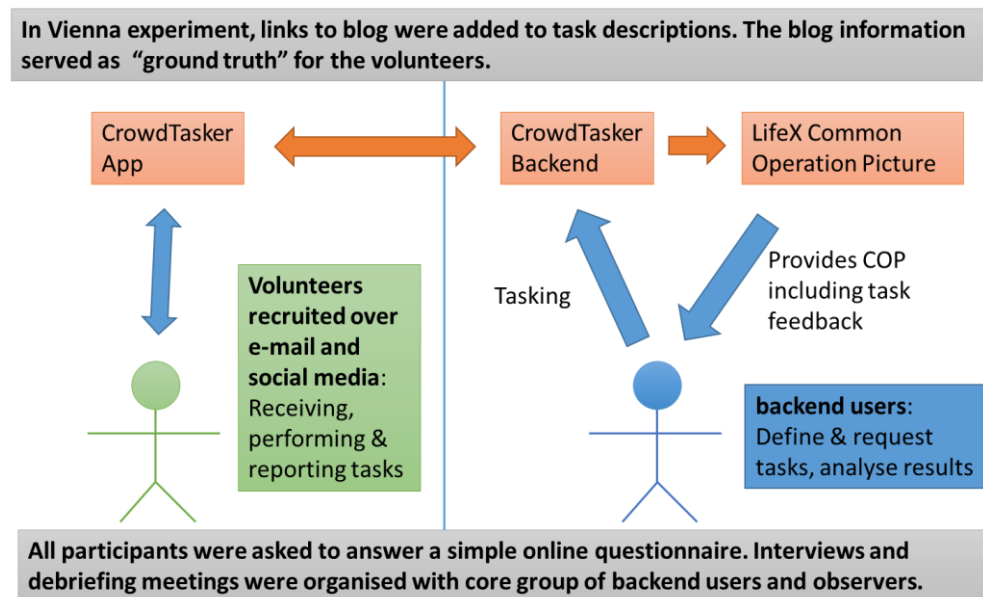 In Vienna experiment, links to blog were added to task descriptions. The blog information
served as “ground truth” for the volunteers.
CrowdTasker
App
CrowdTasker
Backend
LifeX Common
Operation Picture
Volunteers
recruited over
e-mail and
social media:
Receiving,
performing &
reporting tasks
Tasking
Provides COP
including task
feedback
backend users:
Define & request
tasks, analyse results
All participants were asked to answer a simple online questionnaire. Interviews and
debriefing meetings were organised with core group of backend users and observers.